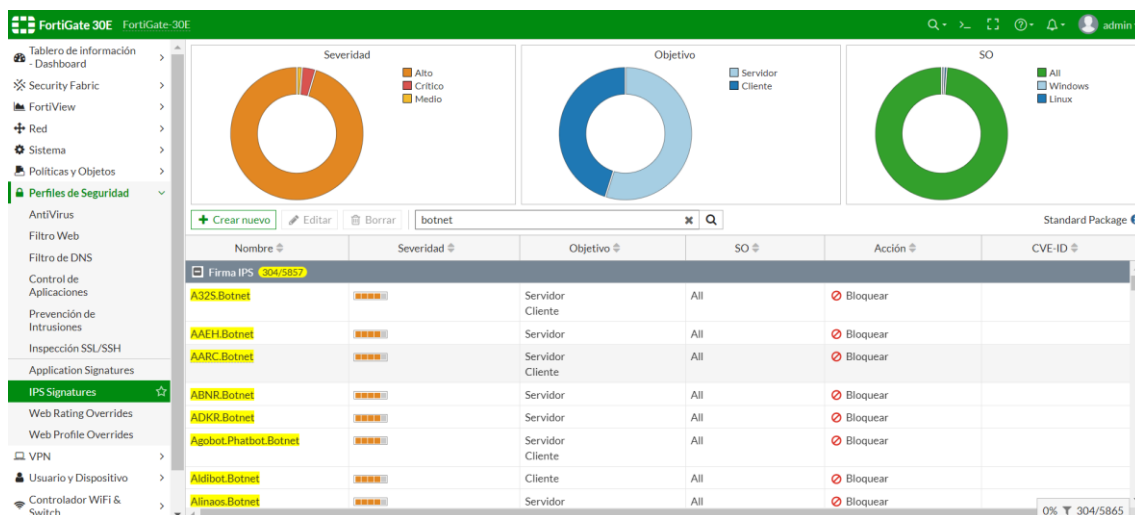 FortiGate 30E FortiGate-30E
admin
Tablero de información
- Dashboard
Security Fabric
FortiView
Red
Sistema
Políticas y Objetos
Perfiles de Seguridad
AntiVirus
Filtro Web
Filtro de DNS
Control de
Aplicaciones
Prevención de
Intrusiones
Inspección SSL/SSH
Application Signatures
IPS Signatures
Web Rating Overrides
Web Profile Overrides
VPN
Usuario y Dispositivo
Controlador WiFi &
Switch
Severidad
Alto
Crítico
Medio
Objetivo
Servidor
Cliente
SO
All
Windows
Linux
Crear nuevo Editar Borrar botnet Standard Package
Nombre Severidad Objetivo SO Acción CVE-ID
Firma IPS 304/5857
A32S.Botnet Servidor All Bloquear
Cliente
AAEH.Botnet Servidor All Bloquear
AARC.Botnet Servidor All Bloquear
Cliente
ABNR.Botnet Servidor All Bloquear
ADKR.Botnet Servidor All Bloquear
Agobot.Phatbot.Botnet Servidor All Bloquear
Cliente
Aldibot.Botnet Cliente All Bloquear
Alinaos.Botnet Servidor All Bloquear
0% 304/5865